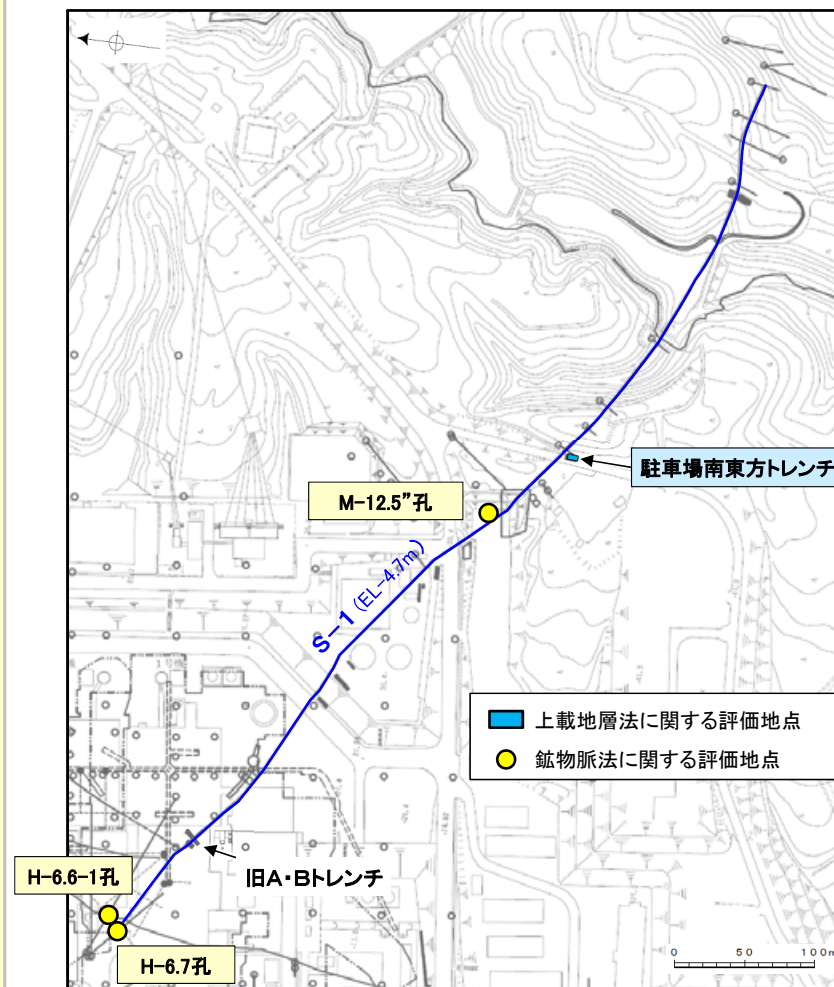 駐車場南東方トレンチ
M-12.5”孔
S-1 (EL-4.7m)
上載地層法に関する評価地点
鉱物脈法に関する評価地点
旧A・Bトレンチ
H-6.6-1孔
H-6.7孔
0 50 100m